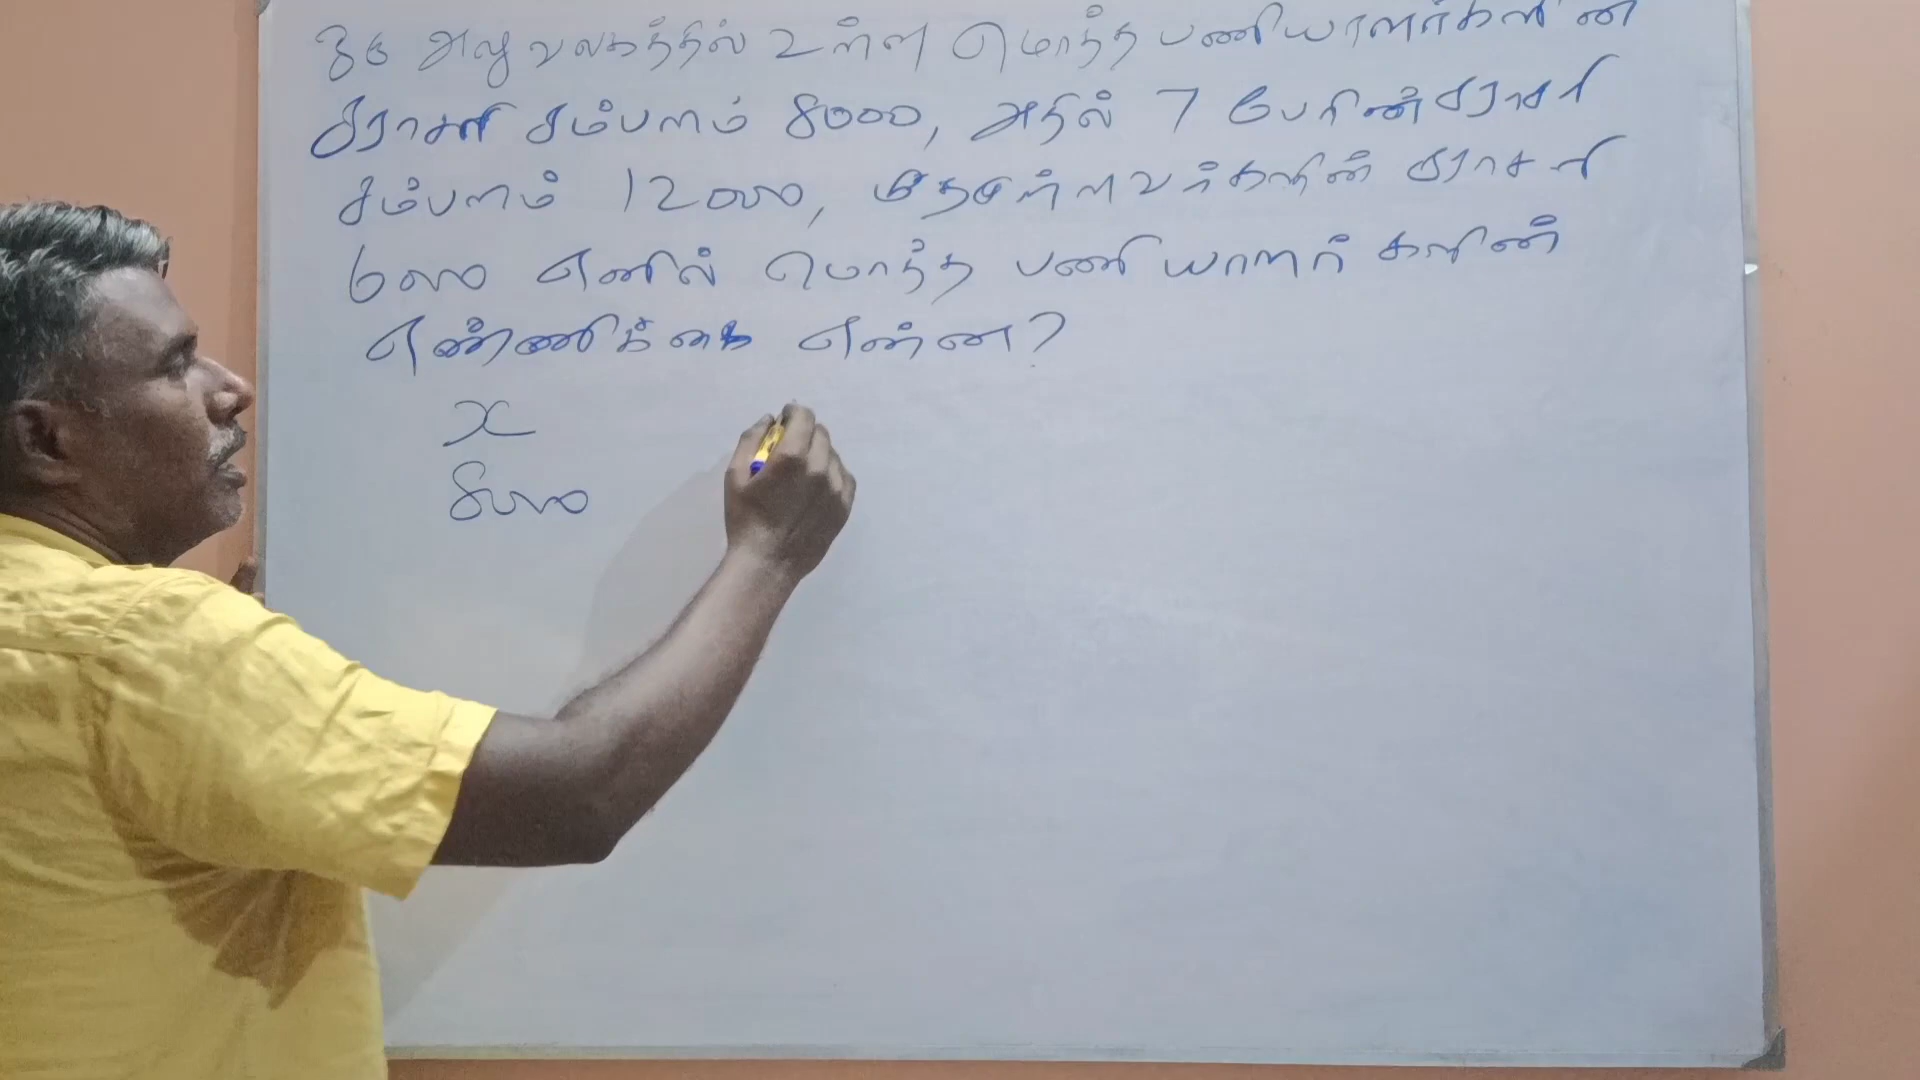 ஒரு அலுவலகத்தில் உள்ள மொத்த பணியாளர்களின்
சராசரி சம்பளம் 8000, அதில் 7 பேரின் சராசரி
சம்பளம் 12000, மீதமுள்ளவர்களின் சராசரி
6000 எனில் மொத்த பணியாளர்களின்
எண்ணிக்கை என்ன?
x
8000